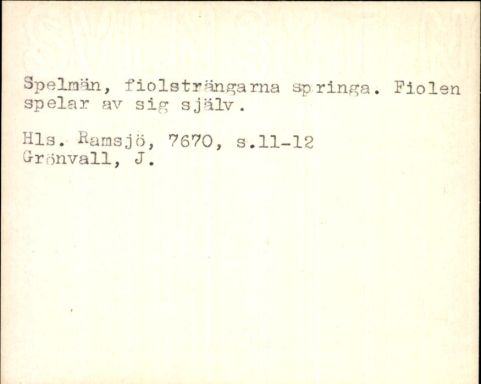 Spelmän, fiolsträngarna springa. Fiolen
spelar av sig själv.
Hls. Ramsjö, 7670, s.11-12
Grönvall, J.